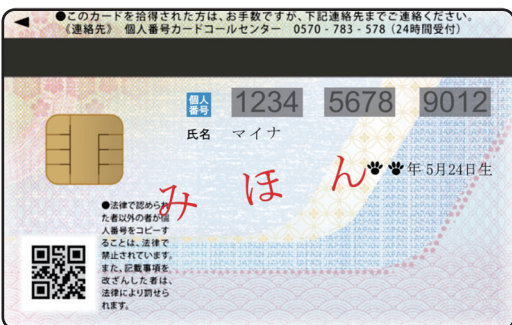 ●このカードを拾得された方は、お手数ですが、下記連絡先までご連絡ください。
《連絡先》 個人番号カードコールセンター 0570-783-578（24時間受付）
個人番号 1234 5678 9012
氏名 マイナ
年 5月24日生
みほん
●法律で認められ
た者以外の者が個
人番号をコピーす
ることは、法律で
禁止されています。
また、記載事項を
改ざんした者は、
法律により罰せら
れます。